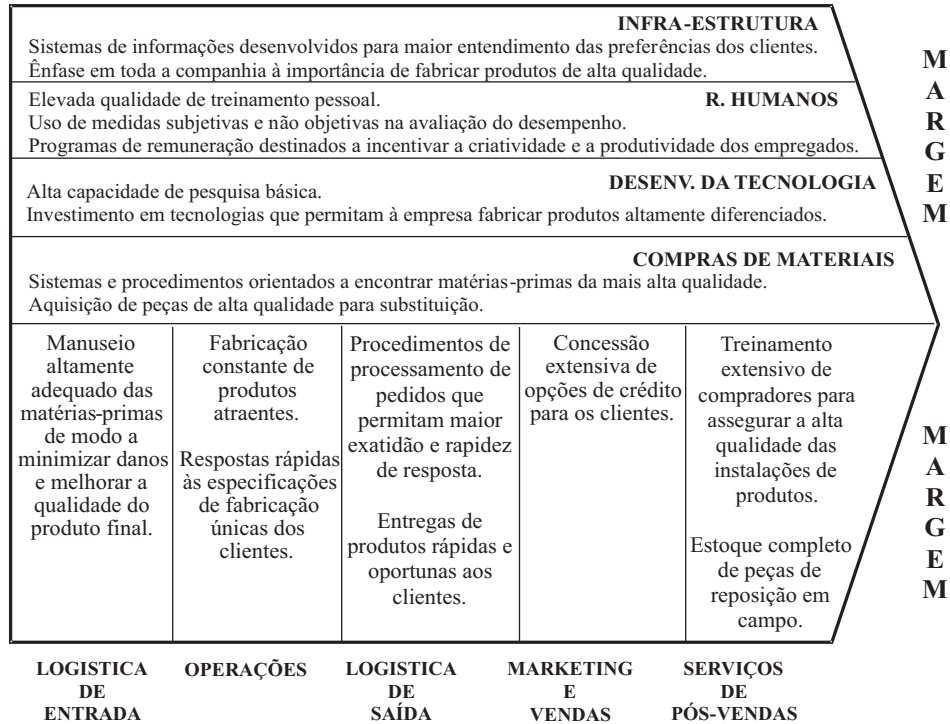 INFRA-ESTRUTURA
Sistemas de informações desenvolvidos para maior entendimento das preferências dos clientes.
Ênfase em toda a companhia à importância de fabricar produtos de alta qualidade.
Elevada qualidade de treinamento pessoal.
R. HUMANOS
Uso de medidas subjetivas e não objetivas na avaliação do desempenho.
Programas de remuneração destinados a incentivar a criatividade e a produtividade dos empregados.
DESENV. DA TECNOLOGIA
Alta capacidade de pesquisa básica.
Investimento em tecnologias que permitam à empresa fabricar produtos altamente diferenciados.
COMPRAS DE MATERIAIS
Sistemas e procedimentos orientados a encontrar matérias-primas da mais alta qualidade.
Aquisição de peças de alta qualidade para substituição.
M
A
R
G
E
M
Manuseio
altamente
adequado das
matérias-primas
de modo a
minimizar danos
e melhorar a
qualidade do
produto final.
Fabricação
constante de
produtos
atraentes.
Respostas rápidas
às especificações
de fabricação
únicas dos
clientes.
Procedimentos de
processamento de
pedidos que
permitam maior
exatidão e rapidez
de resposta.
Entregas de
produtos rápidas e
oportunas aos
clientes.
Concessão
extensiva de
opções de crédito
para os clientes.
Treinamento
extensivo de
compradores para
assegurar a alta
qualidade das
instalações de
produtos.
Estoque completo
de peças de
reposição em
campo.
M
A
R
G
E
M
LOGISTICA
DE
ENTRADA
OPERAÇÕES
LOGISTICA
DE
SAÍDA
MARKETING
E
VENDAS
SERVIÇOS
DE
PÓS-VENDAS